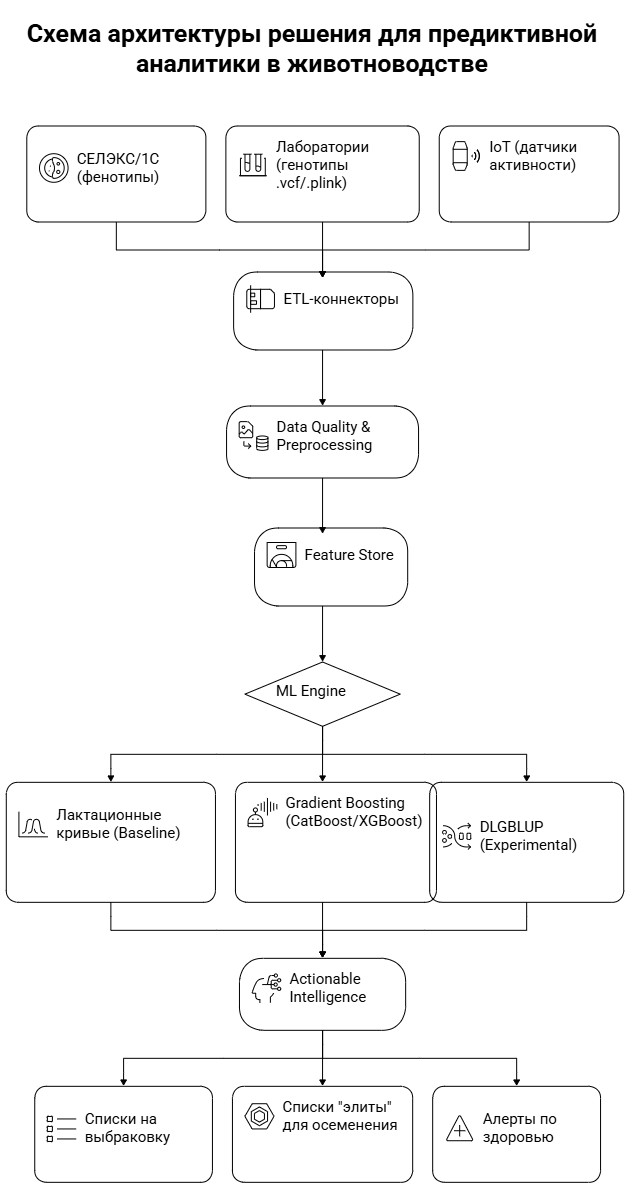 Схема архитектуры решения для предиктивной
аналитики в животноводстве
СЕЛЭКС/1С
(фенотипы)
Лаборатории
(генотипы
.vcf/.plink)
IoT (датчики
активности)
ETL-коннекторы
Data Quality &
Preprocessing
Feature Store
ML Engine
Лактационные
кривые (Baseline)
Gradient Boosting
(CatBoost/XGBoost)
DLGBLUP
(Experimental)
Actionable
Intelligence
Списки на
выбраковку
Списки "элиты"
для осеменения
Алерты по
здоровью